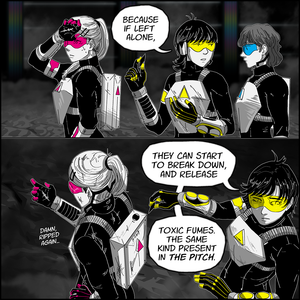 BECAUSE
IF LEFT
ALONE,
THEY CAN START
TO BREAK DOWN,
AND RELEASE
TOXIC FUMES.
THE SAME
KIND PRESENT
IN THE PITCH.
DAMN,
RIPPED
AGAIN..